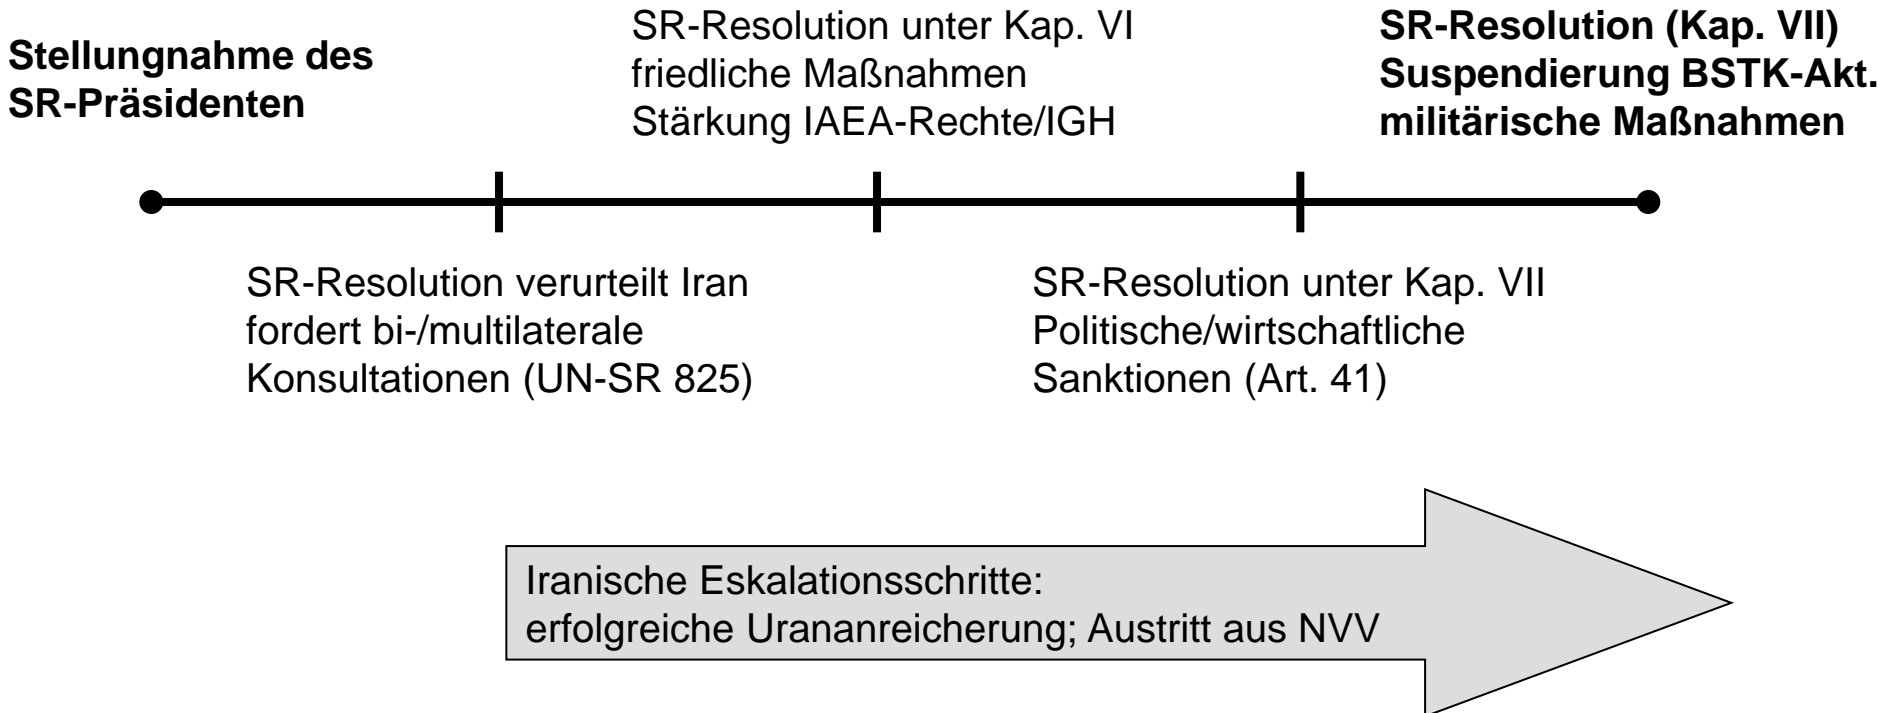 Stellungnahme des
SR-Präsidenten
SR-Resolution unter Kap. VI
friedliche Maßnahmen
Stärkung IAEA-Rechte/IGH
SR-Resolution (Kap. VII)
Suspendierung BSTK-Akt.
militärische Maßnahmen
SR-Resolution verurteilt Iran
fordert bi-/multilaterale
Konsultationen (UN-SR 825)
SR-Resolution unter Kap. VII
Politische/wirtschaftliche
Sanktionen (Art. 41)
Iranische Eskalationsschritte:
erfolgreiche Urananreicherung; Austritt aus NVV